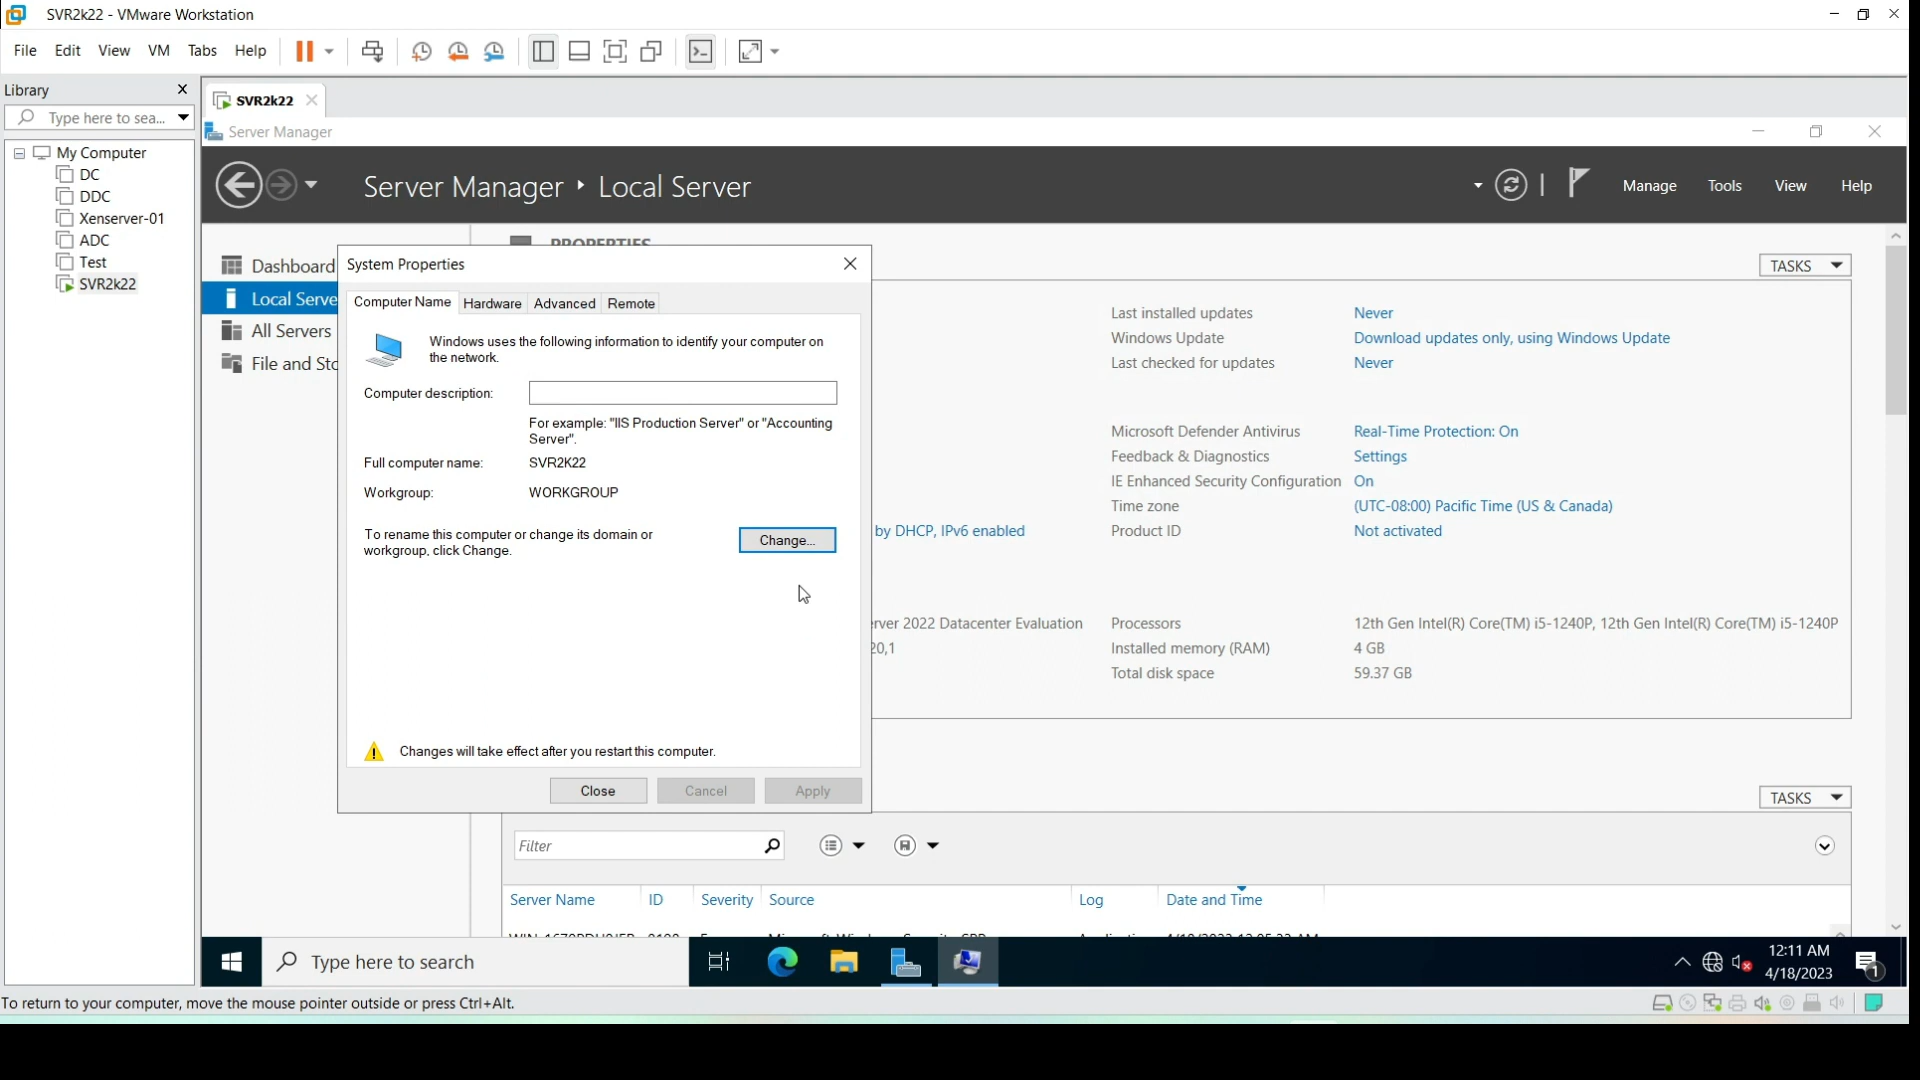 SVR2k22 - VMware Workstation
File Edit View VM Tabs Help
Library
Type here to sea...
My Computer
DC
DDC
Xenserver-01
ADC
Test
SVR2k22
SVR2k22
Server Manager
Server Manager Local Server
Manage Tools View Help
Dashboard
Local Serve
All Servers
File and Sto
PROPERTIES
TASKS
System Properties
Computer Name Hardware Advanced Remote
Windows uses the following information to identify your computer on
the network.
Computer description:
For example: "IIS Production Server" or "Accounting
Server".
Full computer name: SVR2K22
Workgroup: WORKGROUP
To rename this computer or change its domain or
workgroup, click Change.
Change...
Changes will take effect after you restart this computer.
Close Cancel Apply
Last installed updates Never
Windows Update Download updates only, using Windows Update
Last checked for updates Never
Microsoft Defender Antivirus Real-Time Protection: On
Feedback & Diagnostics Settings
IE Enhanced Security Configuration On
Time zone (UTC-08:00) Pacific Time (US & Canada)
by DHCP, IPv6 enabled Product ID Not activated
rver 2022 Datacenter Evaluation Processors 12th Gen Intel(R) Core(TM) i5-1240P, 12th Gen Intel(R) Core(TM) i5-1240P
20,1 Installed memory (RAM) 4 GB
Total disk space 59.37 GB
TASKS
Filter
Server Name ID Severity Source Log Date and Time
Type here to search
12:11 AM
4/18/2023
1
To return to your computer, move the mouse pointer outside or press Ctrl+Alt.